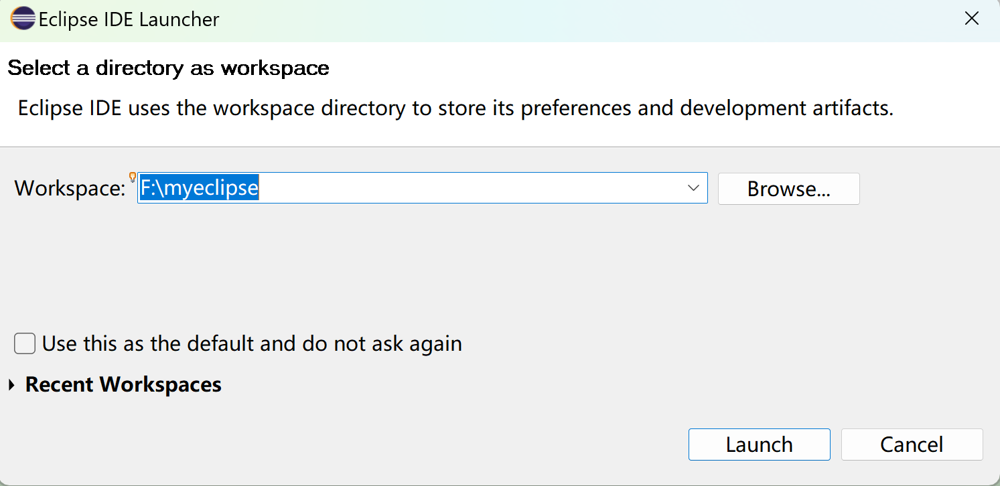 Eclipse IDE Launcher
Select a directory as workspace
Eclipse IDE uses the workspace directory to store its preferences and development artifacts.
Workspace: F:\myeclipse Browse...
Use this as the default and do not ask again
Recent Workspaces
Launch Cancel